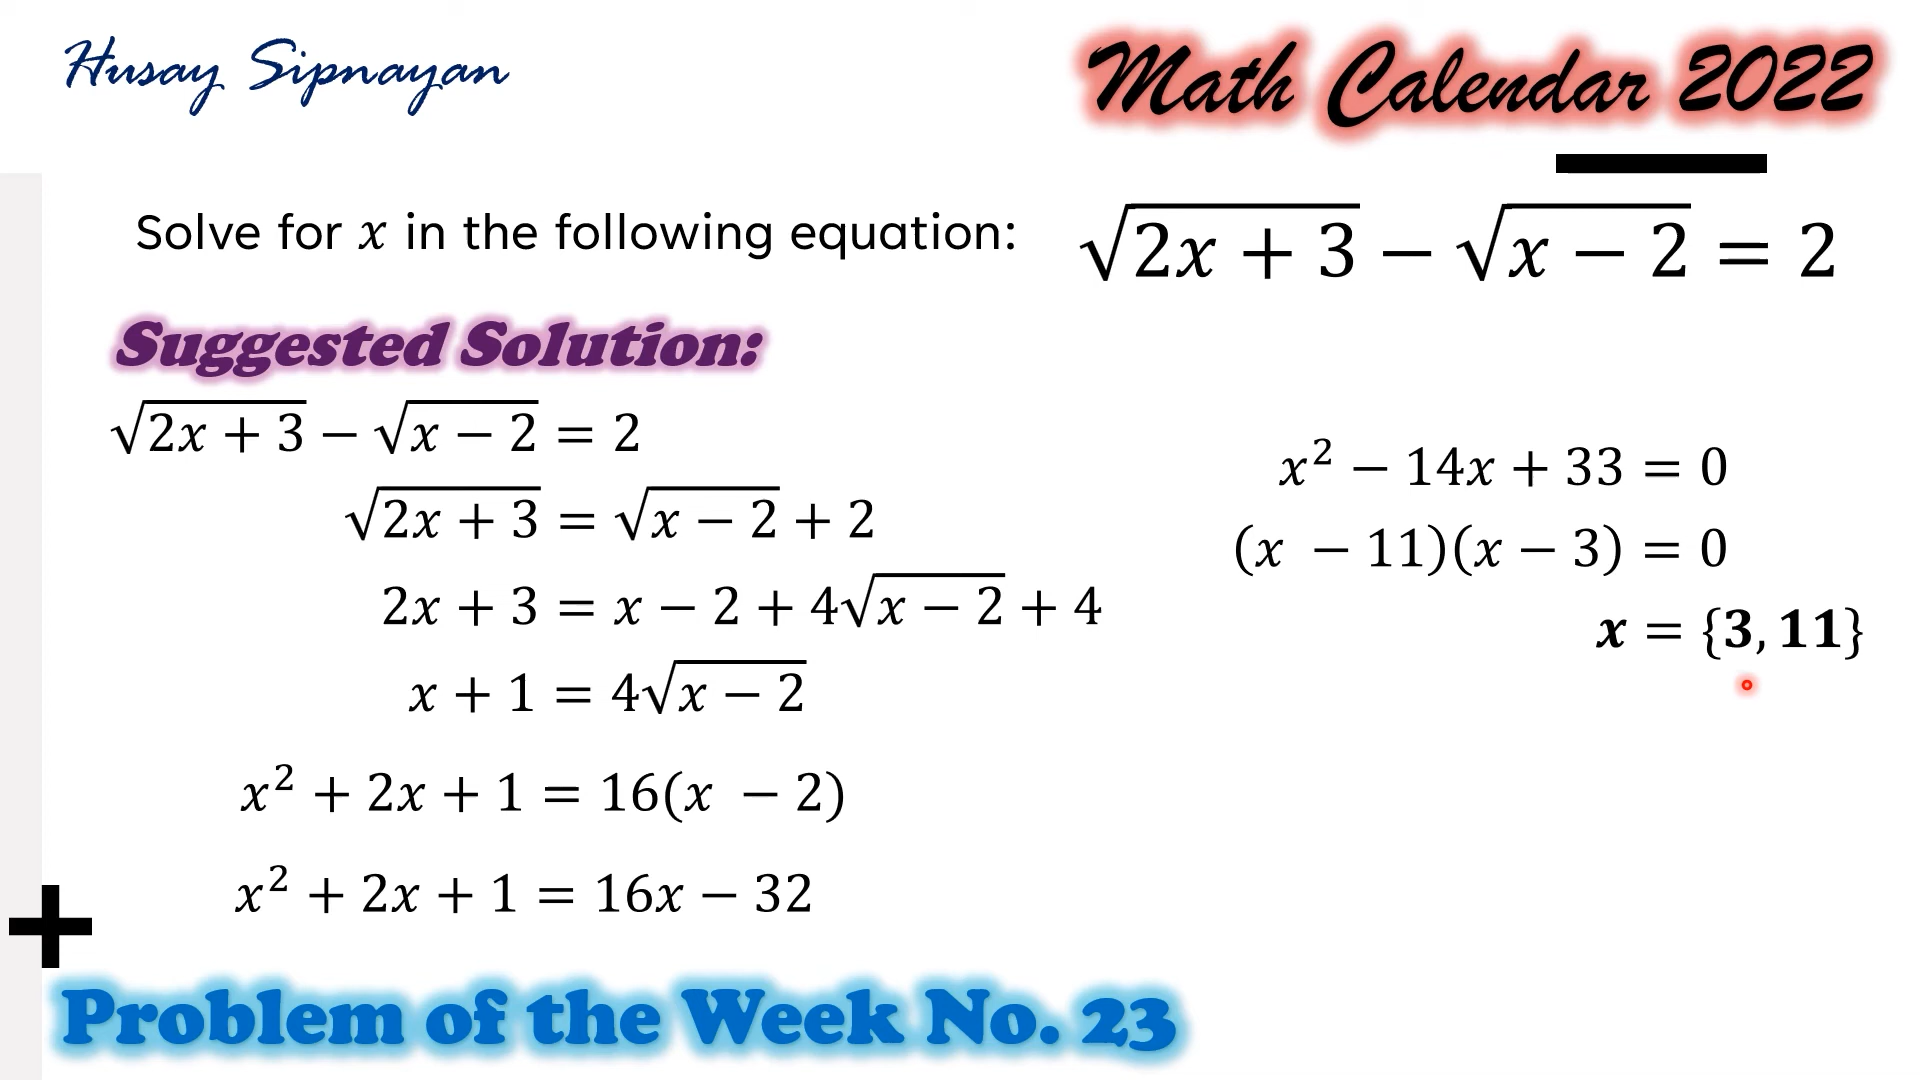 Husay Sipnayan
Math Calendar 2022
Solve for x in the following equation: √(2x + 3) − √(x − 2) = 2
Suggested Solution:
√(2x + 3) − √(x − 2) = 2
√(2x + 3) = √(x − 2) + 2
2x + 3 = x − 2 + 4√(x − 2) + 4
x + 1 = 4√(x − 2)
x² + 2x + 1 = 16(x − 2)
x² + 2x + 1 = 16x − 32
x² − 14x + 33 = 0
(x − 11)(x − 3) = 0
x = {3, 11}
Problem of the Week No. 23